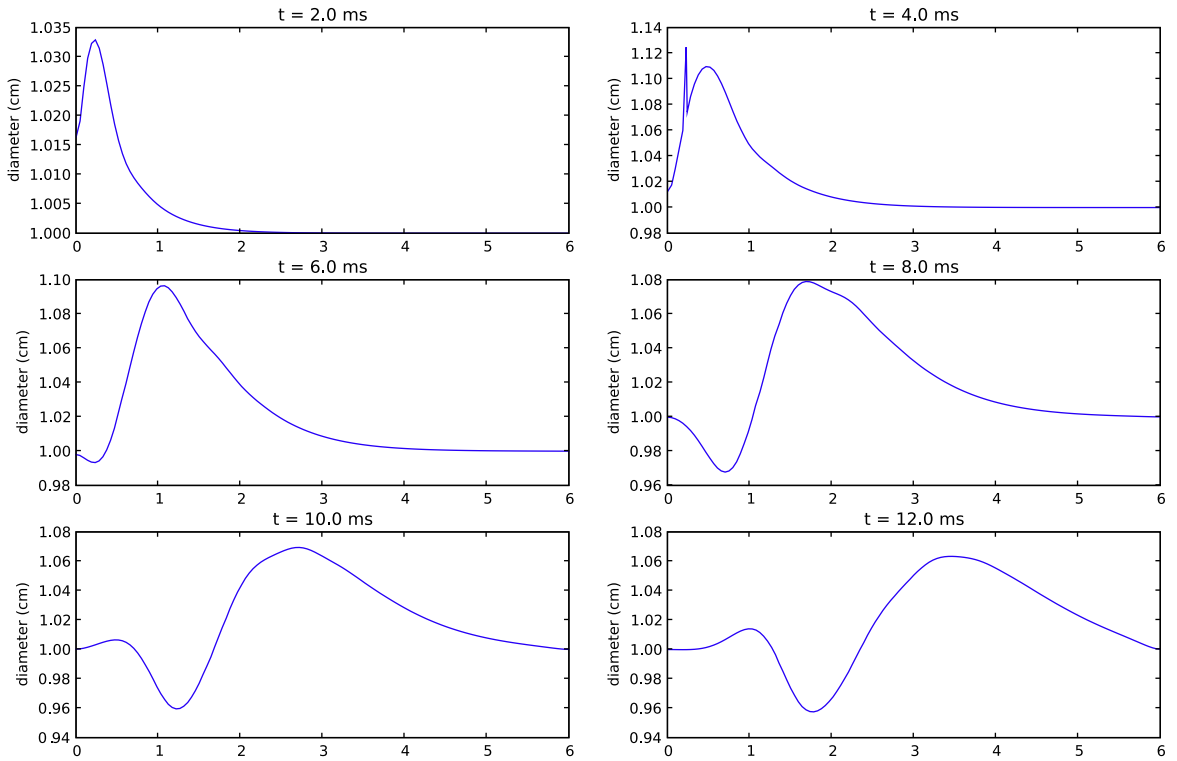 t = 2.0 ms
diameter (cm)
1.035
1.030
1.025
1.020
1.015
1.010
1.005
1.000
0 1 2 3 4 5 6
t = 4.0 ms
diameter (cm)
1.14
1.12
1.10
1.08
1.06
1.04
1.02
1.00
0.98
0 1 2 3 4 5 6
t = 6.0 ms
diameter (cm)
1.10
1.08
1.06
1.04
1.02
1.00
0.98
0 1 2 3 4 5 6
t = 8.0 ms
diameter (cm)
1.08
1.06
1.04
1.02
1.00
0.98
0.96
0 1 2 3 4 5 6
t = 10.0 ms
diameter (cm)
1.08
1.06
1.04
1.02
1.00
0.98
0.96
0.94
0 1 2 3 4 5 6
t = 12.0 ms
diameter (cm)
1.08
1.06
1.04
1.02
1.00
0.98
0.96
0.94
0 1 2 3 4 5 6